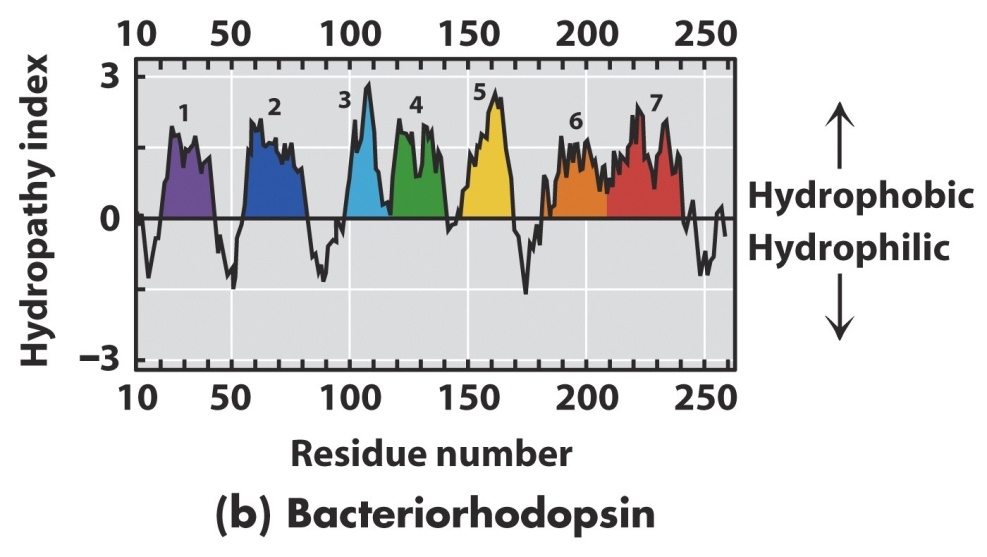 10 50 100 150 200 250
Hydropathy index
3
0
–3
1
2
3
4
5
6
7
Hydrophobic
Hydrophilic
10 50 100 150 200 250
Residue number
(b) Bacteriorhodopsin